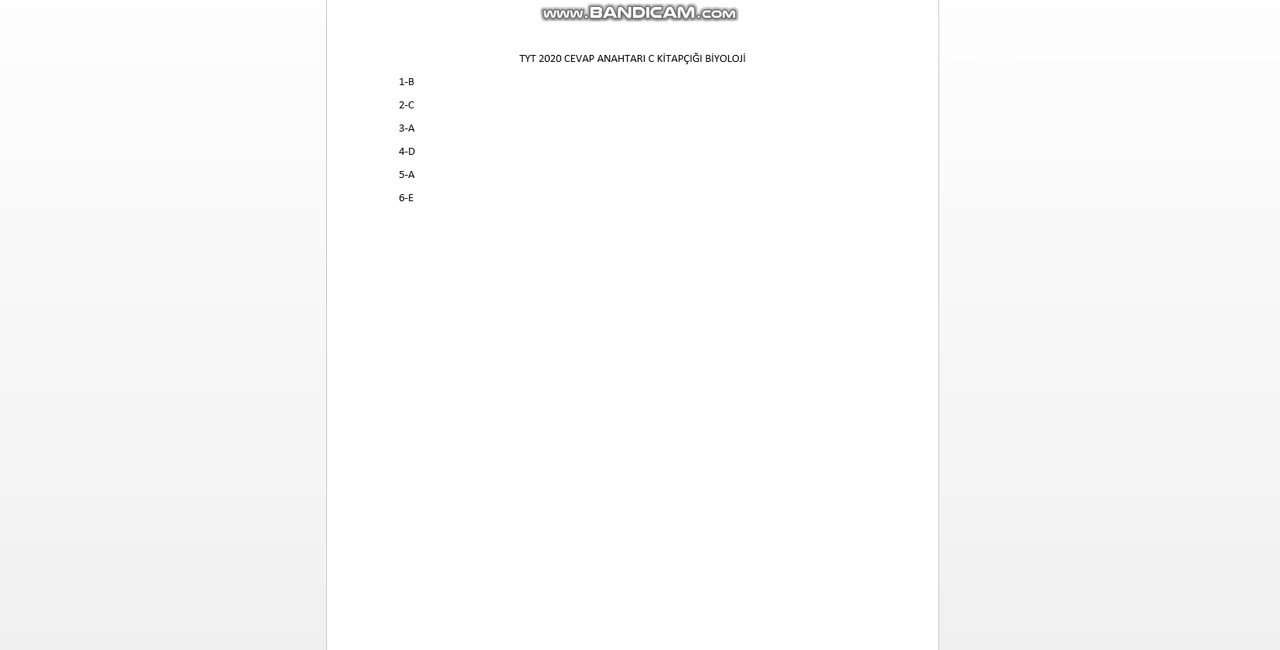 www.BANDICAM.com
TYT 2020 CEVAP ANAHTARI C KİTAPÇIĞI BİYOLOJİ
1-B
2-C
3-A
4-D
5-A
6-E